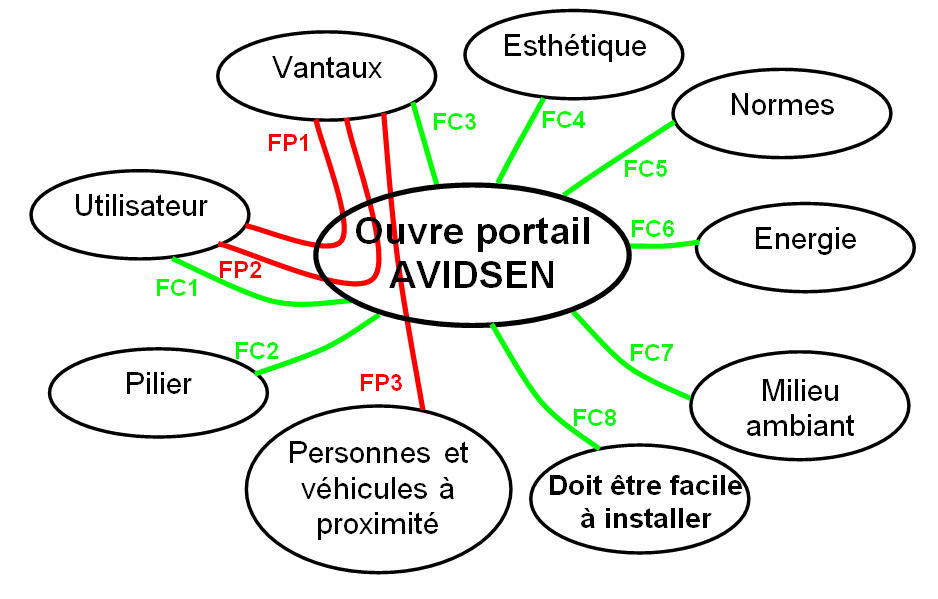 Esthétique
Vantaux
Normes
FC3
FC4
FP1
FC5
Utilisateur
Ouvre portail
AVIDSEN
FC6
Energie
FP2
FC1
FC2
FC7
Pilier
FP3
Milieu
ambiant
FC8
Personnes et
véhicules à
proximité
Doit être facile
à installer